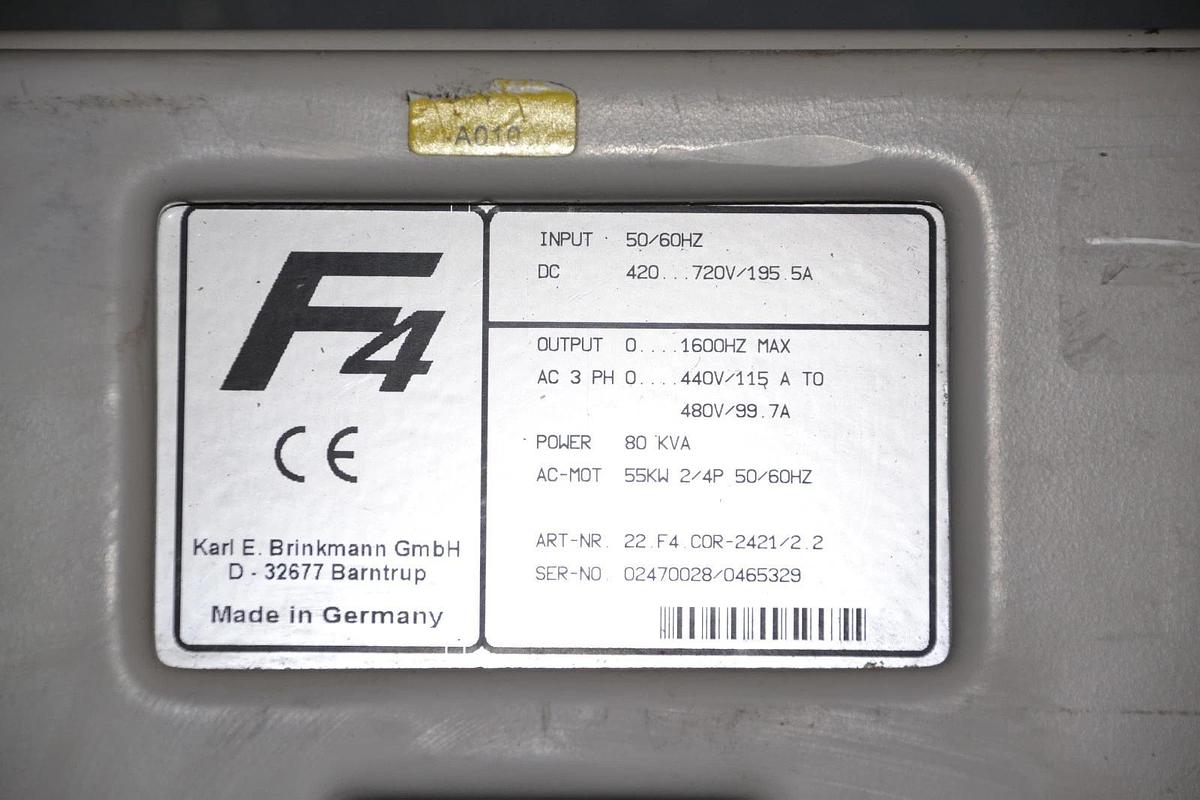 A010
F4
CE
Karl E. Brinkmann GmbH
D - 32677 Barntrup
Made in Germany
INPUT 50/60HZ
DC 420...720V/195.5A
OUTPUT 0....1600HZ MAX
AC 3 PH 0....440V/115 A TO
480V/99.7A
POWER 80 KVA
AC-MOT 55KW 2/4P 50/60HZ
ART-NR. 22.F4.COR-2421/2.2
SER-NO. 02470028/0465329